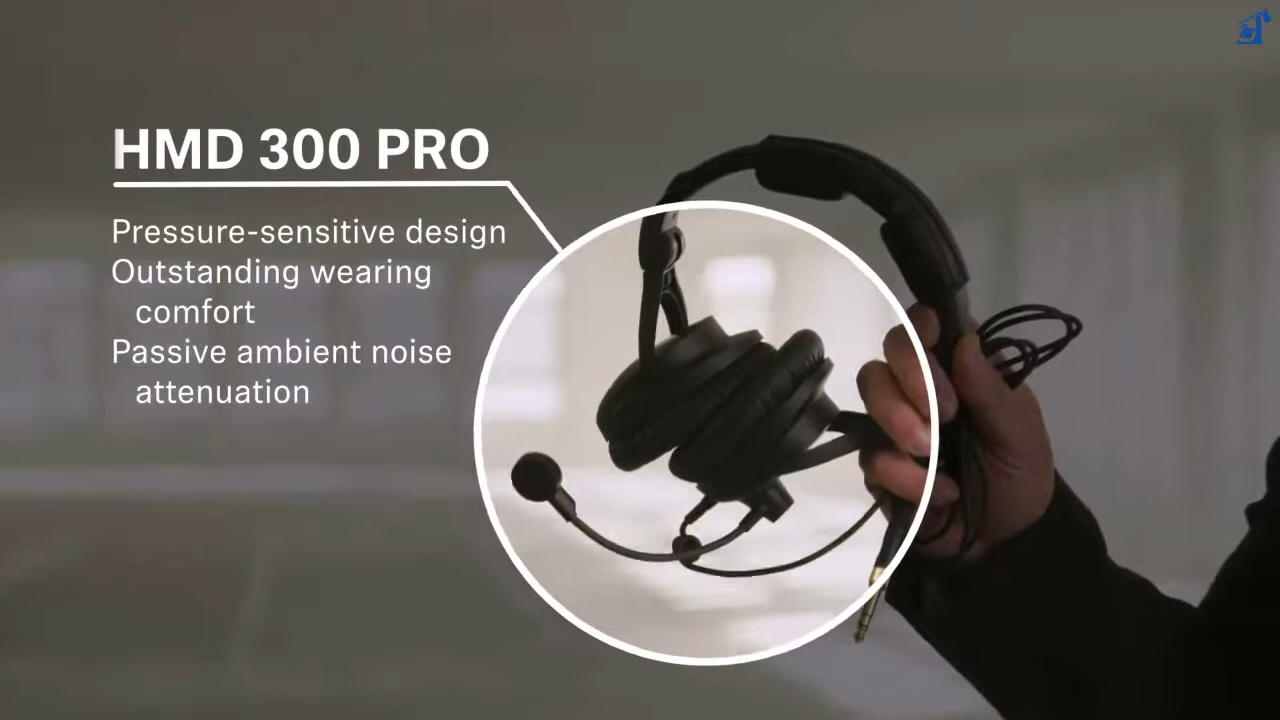 HMD 300 PRO
Pressure-sensitive design
Outstanding wearing
comfort
Passive ambient noise
attenuation